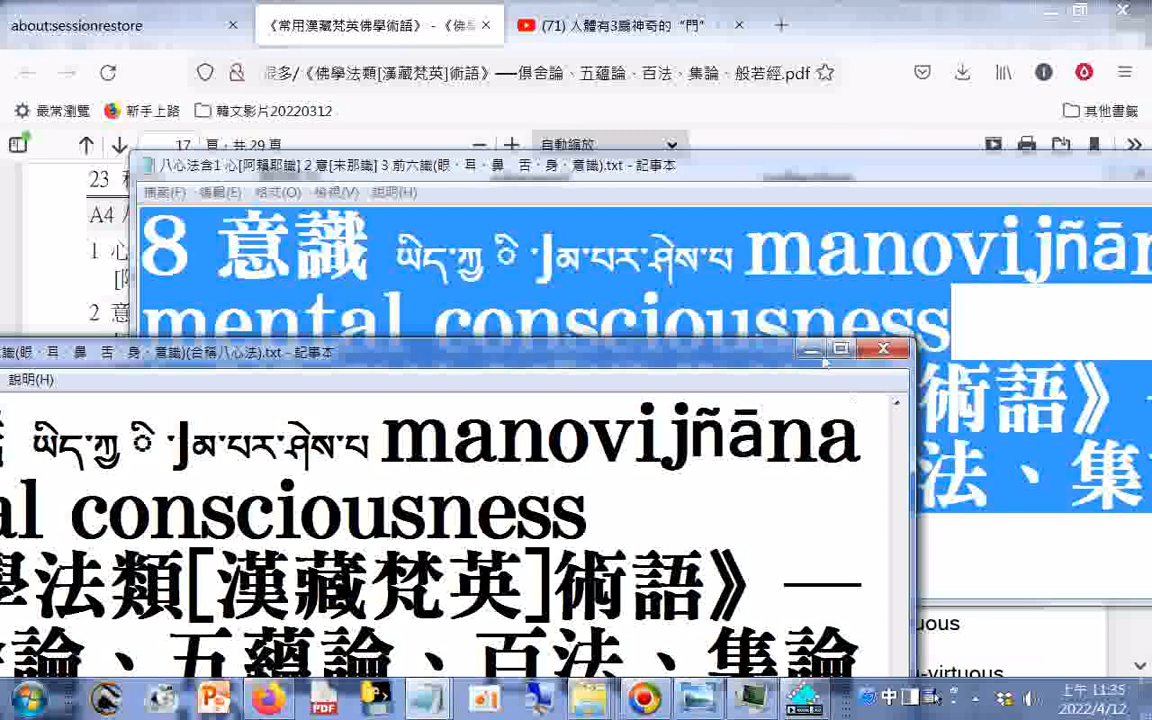 about:sessionrestore
《常用漢藏梵英佛學術語》 - 《佛
(71) 人體有3扇神奇的“門”
《佛學法類[漢藏梵英]術語》──俱舍論、五蘊論、百法、集論、般若經.pdf
最常瀏覽
新手上路
韓文影片20220312
其他書籤
17 頁，共 29 頁
自動縮放
23
A4
1 心
2 意
八心法含1 心[阿賴耶識] 2 意[末那識] 3 前六識(眼、耳、鼻、舌、身、意識).txt - 記事本
檔案(F) 編輯(E) 格式(O) 檢視(V) 說明(H)
8 意識 ཡིད་ཀྱི ་རྣམ་པར་ཤེས་པ manovijñān
mental consciousness
術語》
法、集
識(眼、耳、鼻、舌、身、意識)(合稱八心法).txt - 記事本
說明(H)
ཡིད་ཀྱི ་རྣམ་པར་ཤེས་པ manovijñāna
al consciousness
學法類[漢藏梵英]術語》──
論、五蘊論、百法、集論
uous
-virtuous
中
上午 11:35
2022/4/12